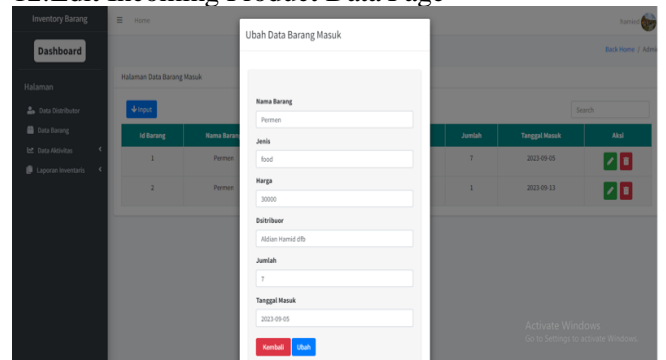 12.Edit Incoming Product Data Page
Inventory Barang
Home
hamied
Ubah Data Barang Masuk
Dashboard
Back Home / Admi
Halaman
Halaman Data Barang Masuk
Data Distributor
Data Barang
Data Aktivitas
Laporan Inventaris
Input
Search
Id Barang Nama Barang Jumlah Tanggal Masuk Aksi
1 Permen 7 2023-09-05
2 Permen 1 2023-09-13
Nama Barang
Permen
Jenis
food
Harga
30000
Dsitribuor
Aldian Hamid dfb
Jumlah
7
Tanggal Masuk
2023-09-05
Kembali Ubah
Activate Windows
Go to Settings to activate Windows.